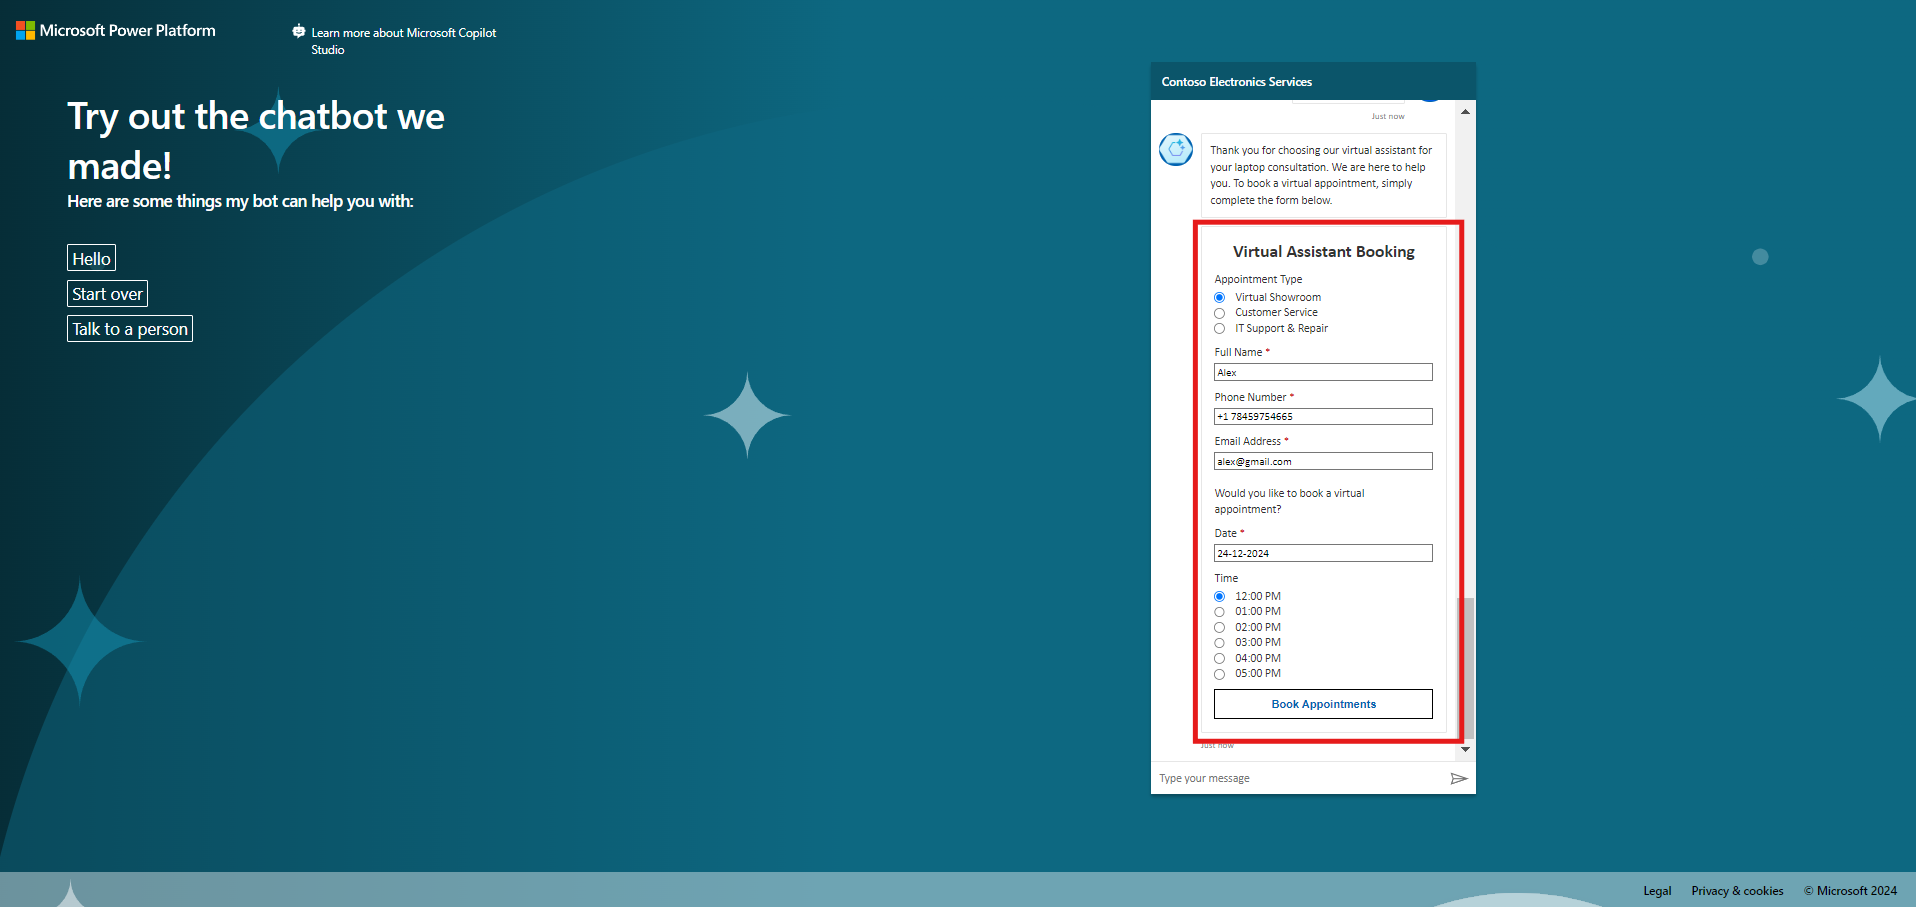 Microsoft Power Platform
Learn more about Microsoft Copilot
Studio
Try out the chatbot we
made!
Here are some things my bot can help you with:
Hello
Start over
Talk to a person
Contoso Electronics Services
Just now
Thank you for choosing our virtual assistant for
your laptop consultation. We are here to help
you. To book a virtual appointment, simply
complete the form below.
Virtual Assistant Booking
Appointment Type
Virtual Showroom
Customer Service
IT Support & Repair
Full Name *
Alex
Phone Number *
+1 78459754665
Email Address *
alex@gmail.com
Would you like to book a virtual
appointment?
Date *
24-12-2024
Time
12:00 PM
01:00 PM
02:00 PM
03:00 PM
04:00 PM
05:00 PM
Book Appointments
Just now
Type your message
Legal
Privacy & cookies
© Microsoft 2024